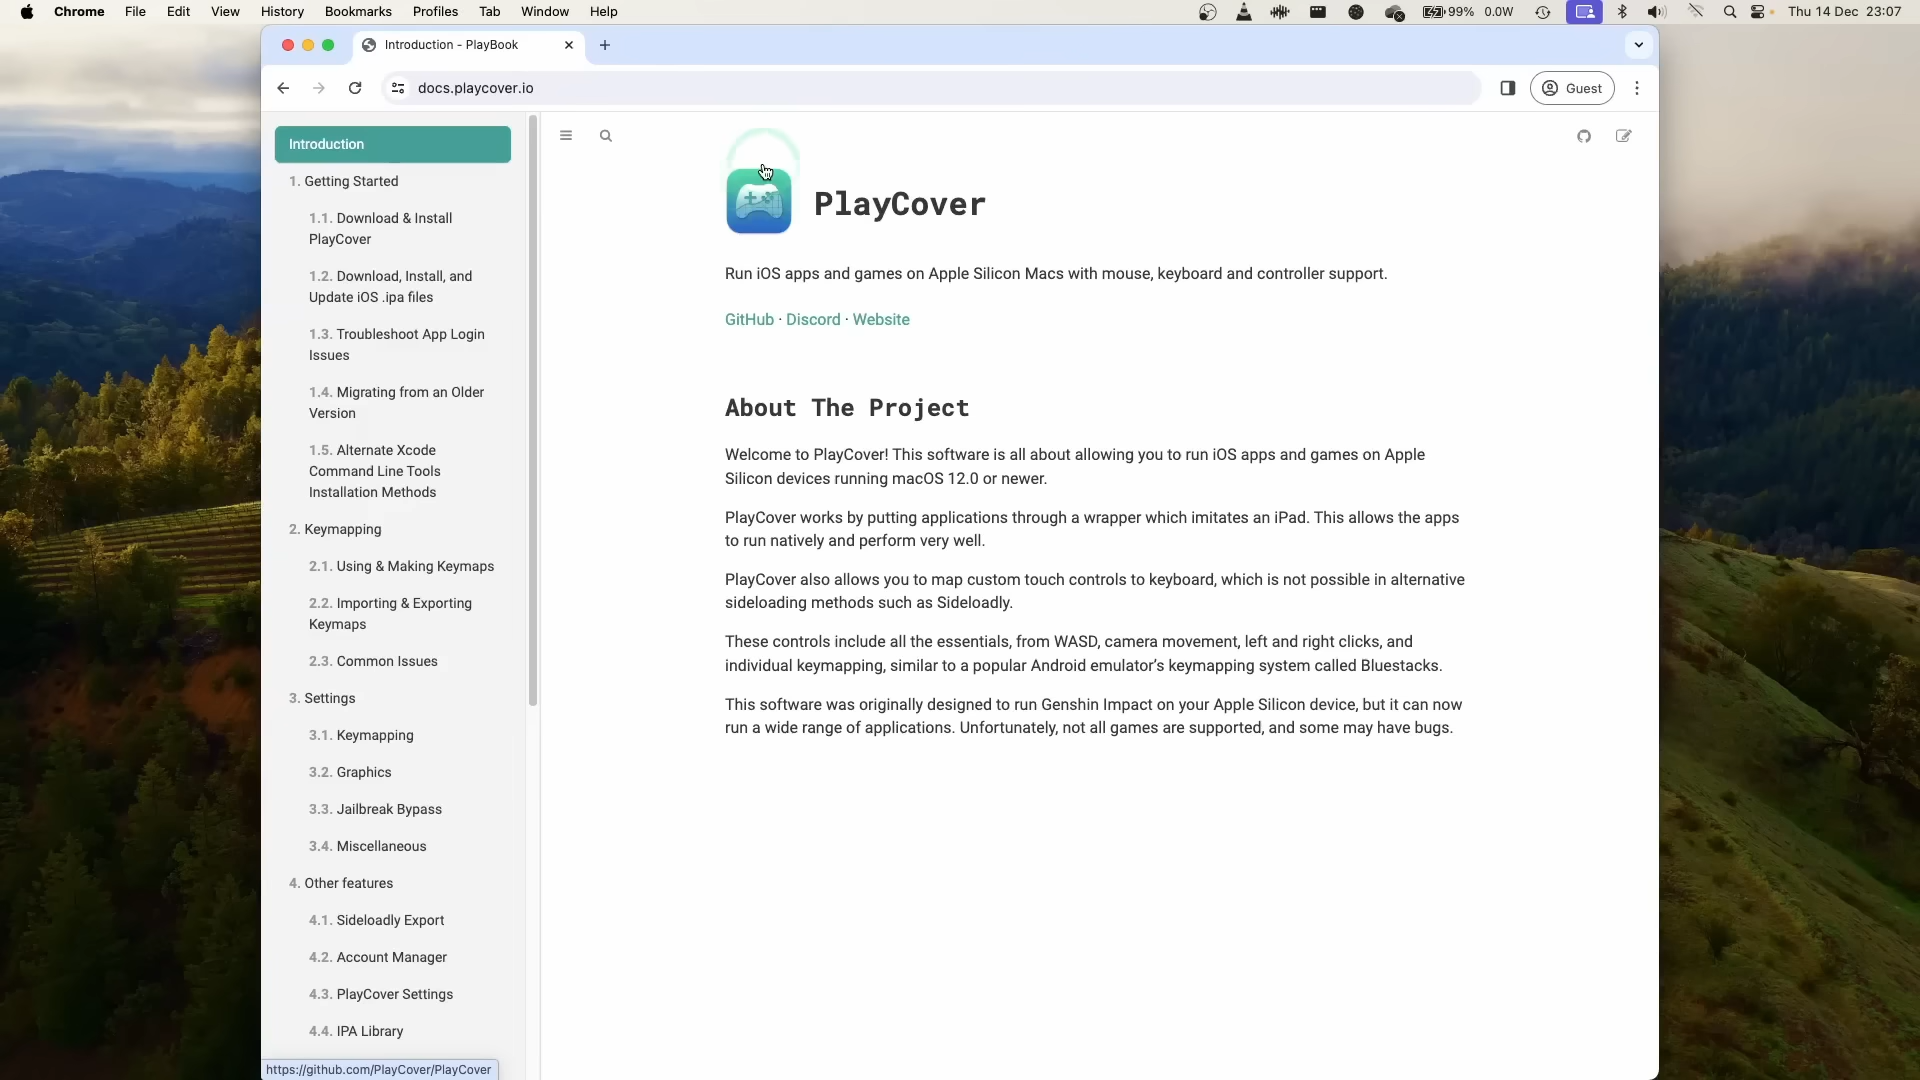 Chrome File Edit View History Bookmarks Profiles Tab Window Help 99% 0.0W Thu 14 Dec 23:07
Introduction - PlayBook
docs.playcover.io
Guest
Introduction
1. Getting Started
1.1. Download & Install
PlayCover
1.2. Download, Install, and
Update iOS .ipa files
1.3. Troubleshoot App Login
Issues
1.4. Migrating from an Older
Version
1.5. Alternate Xcode
Command Line Tools
Installation Methods
2. Keymapping
2.1. Using & Making Keymaps
2.2. Importing & Exporting
Keymaps
2.3. Common Issues
3. Settings
3.1. Keymapping
3.2. Graphics
3.3. Jailbreak Bypass
3.4. Miscellaneous
4. Other features
4.1. Sideloadly Export
4.2. Account Manager
4.3. PlayCover Settings
4.4. IPA Library
https://github.com/PlayCover/PlayCover
PlayCover
Run iOS apps and games on Apple Silicon Macs with mouse, keyboard and controller support.
GitHub · Discord · Website
About The Project
Welcome to PlayCover! This software is all about allowing you to run iOS apps and games on Apple
Silicon devices running macOS 12.0 or newer.
PlayCover works by putting applications through a wrapper which imitates an iPad. This allows the apps
to run natively and perform very well.
PlayCover also allows you to map custom touch controls to keyboard, which is not possible in alternative
sideloading methods such as Sideloadly.
These controls include all the essentials, from WASD, camera movement, left and right clicks, and
individual keymapping, similar to a popular Android emulator’s keymapping system called Bluestacks.
This software was originally designed to run Genshin Impact on your Apple Silicon device, but it can now
run a wide range of applications. Unfortunately, not all games are supported, and some may have bugs.